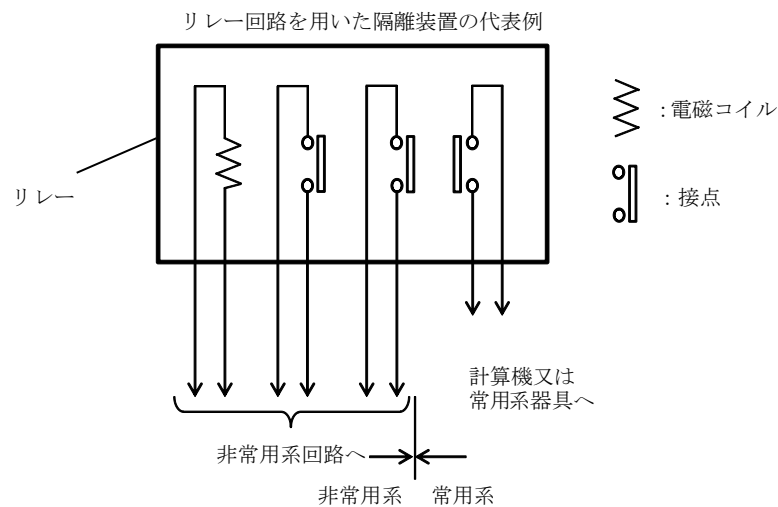 リレー回路を用いた隔離装置の代表例
:電磁コイル
リレー
:接点
計算機又は
常用系器具へ
非常用系回路へ
非常用系 常用系